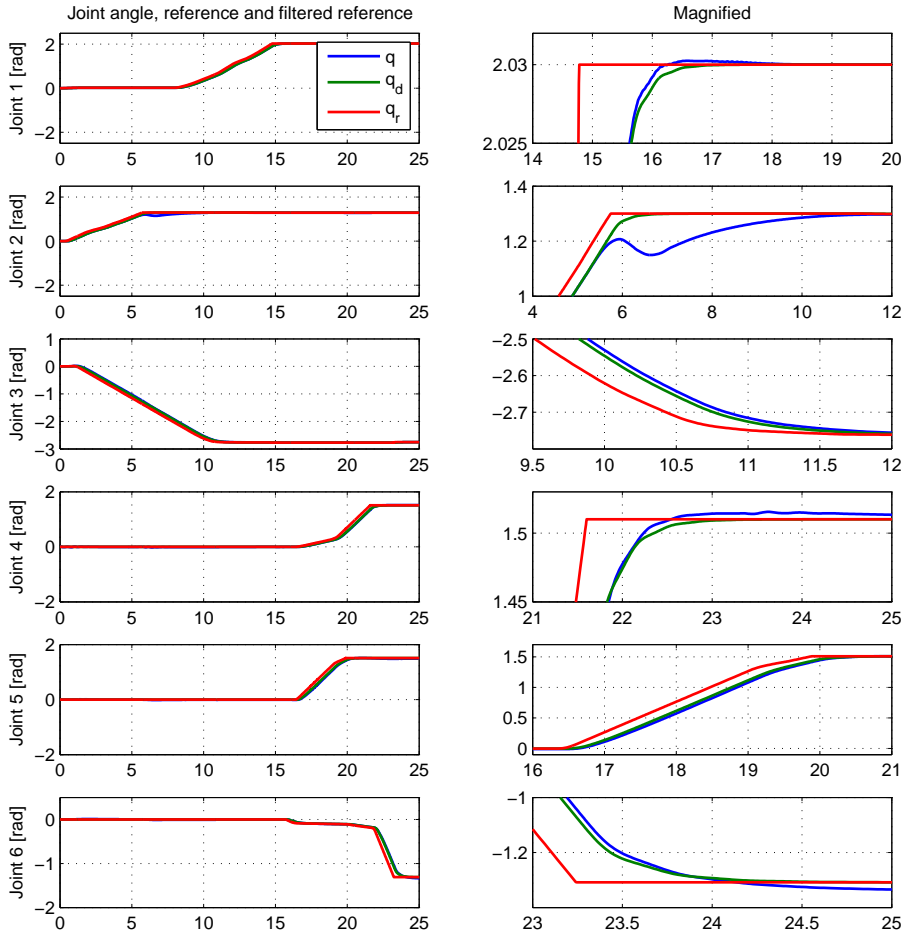 Joint angle, reference and filtered reference
Magnified
Joint 1 [rad]
2
0
−2
0 5 10 15 20 25
q
q_d
q_r
2.03
2.025
14 15 16 17 18 19 20
Joint 2 [rad]
2
0
−2
0 5 10 15 20 25
1.4
1.2
1
4 6 8 10 12
Joint 3 [rad]
1
0
−1
−2
−3
0 5 10 15 20 25
−2.5
−2.6
−2.7
9.5 10 10.5 11 11.5 12
Joint 4 [rad]
2
0
−2
0 5 10 15 20 25
1.5
1.45
21 22 23 24 25
Joint 5 [rad]
2
0
−2
0 5 10 15 20 25
1.5
1
0.5
0
16 17 18 19 20 21
Joint 6 [rad]
0
−1
−2
0 5 10 15 20 25
−1
−1.2
23 23.5 24 24.5 25